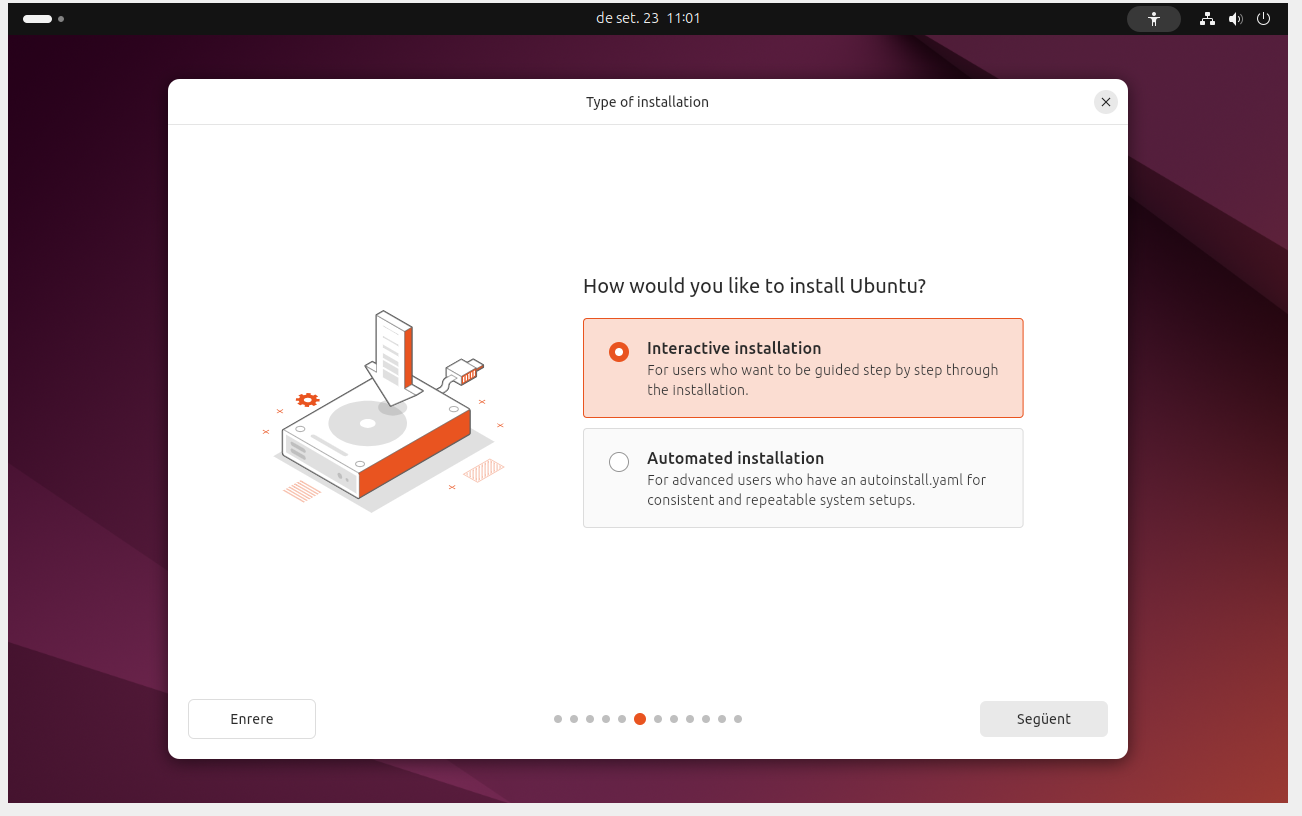 de set. 23 11:01
Type of installation
How would you like to install Ubuntu?
Interactive installation
For users who want to be guided step by step through
the installation.
Automated installation
For advanced users who have an autoinstall.yaml for
consistent and repeatable system setups.
Enrere
Següent